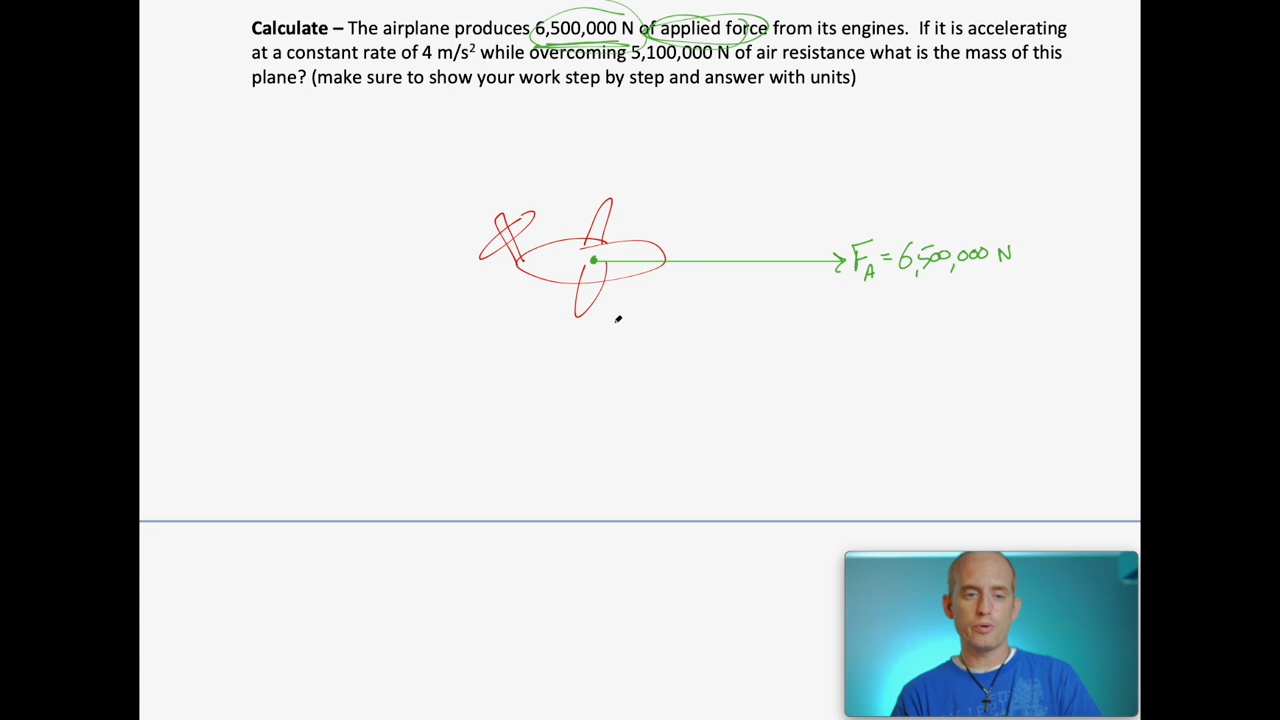 Calculate – The airplane produces 6,500,000 N of applied force from its engines.  If it is accelerating
at a constant rate of 4 m/s² while overcoming 5,100,000 N of air resistance what is the mass of this
plane? (make sure to show your work step by step and answer with units)
F_A = 6,500,000 N